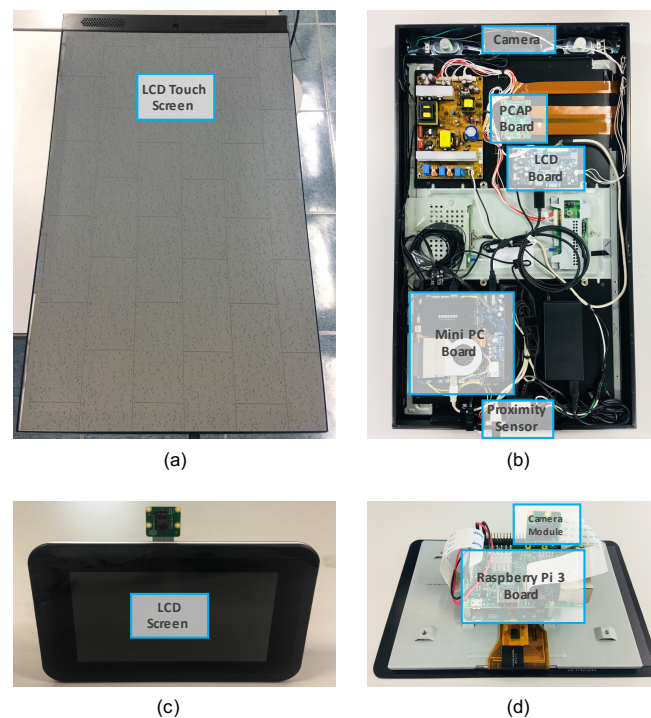 LCD Touch
Screen
(a)
Camera
PCAP
Board
LCD
Board
Mini PC
Board
SAMSUNG
Proximity
Sensor
(b)
LCD
Screen
(c)
Camera
Module
Raspberry Pi 3
Board
(d)